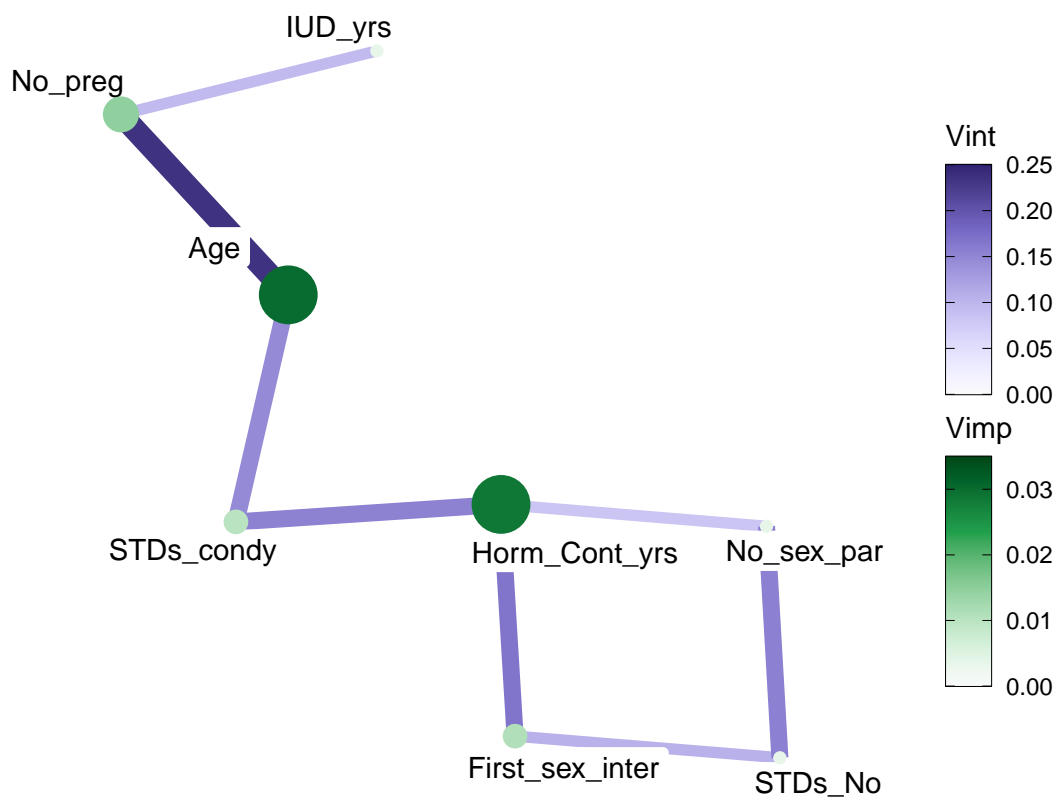 IUD_yrs
No_preg
Age
STDs_condy
Horm_Cont_yrs
No_sex_par
First_sex_inter
STDs_No
Vint
0.25
0.20
0.15
0.10
0.05
0.00
Vimp
0.03
0.02
0.01
0.00